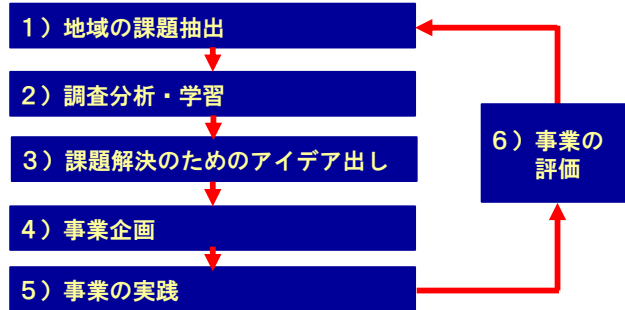 １）地域の課題抽出
２）調査分析・学習
３）課題解決のためのアイデア出し
４）事業企画
５）事業の実践
６）事業の
評価